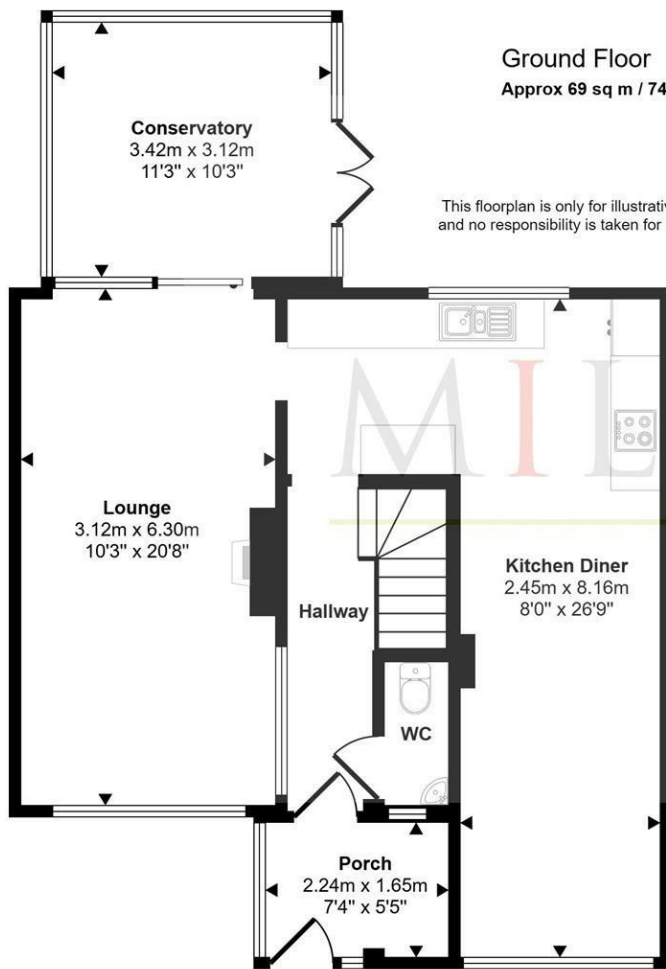 Ground Floor
Approx 69 sq m / 74
Conservatory
3.42m x 3.12m
11'3" x 10'3"
This floorplan is only for
and no responsibility is taken for
MIL
Lounge
3.12m x 6.30m
10'3" x 20'8"
Kitchen Diner
2.45m x 8.16m
8'0" x 26'9"
Hallway
WC
Porch
2.24m x 1.65m
7'4" x 5'5"